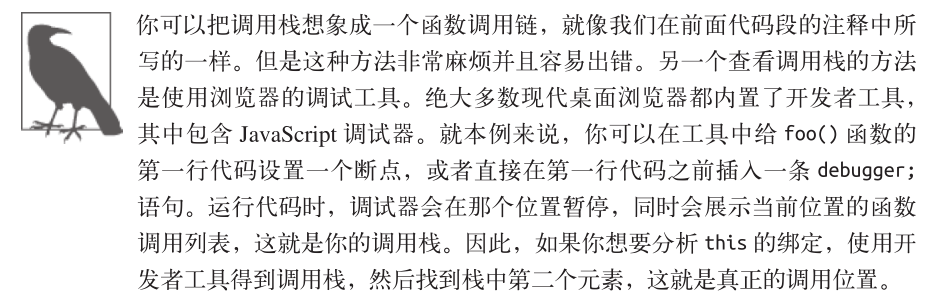 你可以把调用栈想象成一个函数调用链，就像我们在前面代码段的注释中所
写的一样。但是这种方法非常麻烦并且容易出错。另一个查看调用栈的方法
是使用浏览器的调试工具。绝大多数现代桌面浏览器都内置了开发者工具，
其中包含 JavaScript 调试器。就本例来说，你可以在工具中给 foo() 函数的
第一行代码设置一个断点，或者直接在第一行代码之前插入一条 debugger;
语句。运行代码时，调试器会在那个位置暂停，同时会展示当前位置的函数
调用列表，这就是你的调用栈。因此，如果你想要分析 this 的绑定，使用开
发者工具得到调用栈，然后找到栈中第二个元素，这就是真正的调用位置。